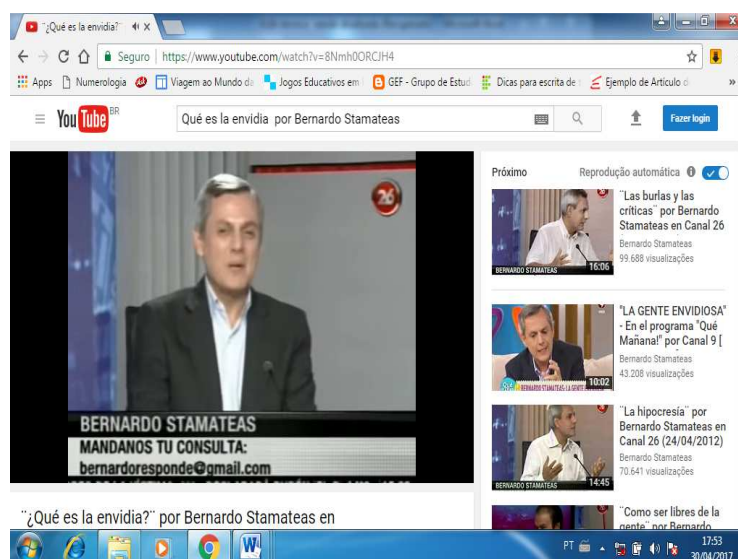 ¨¿Qué es la envidia?¨
Seguro | https://www.youtube.com/watch?v=8Nmh0ORCJH4
Apps Numerologia Viagem ao Mundo da Jogos Educativos em GEF - Grupo de Estud Dicas para escrita de Ejemplo de Artículo d »
YouTube BR
Qué es la envidia por Bernardo Stamateas
Fazer login
26
BERNARDO STAMATEAS
MANDANOS TU CONSULTA:
bernardoresponde@gmail.com
¨¿Qué es la envidia?¨ por Bernardo Stamateas en
Próximo Reprodução automática
¨Las burlas y las
críticas¨ por Bernardo
Stamateas en Canal 26
Bernardo Stamateas
99.688 visualizações
BERNARDO STAMATEAS
16:06
"LA GENTE ENVIDIOSA"
- En el programa "Qué
Mañana!" por Canal 9 [
Bernardo Stamateas
43.208 visualizações
10:02
¨La hipocresía¨ por
Bernardo Stamateas en
Canal 26 (24/04/2012)
Bernardo Stamateas
70.641 visualizações
BERNARDO STAMATEAS
14:45
¨Como ser libres de la
gente¨ por Bernardo
PT
17:53
30/04/2017